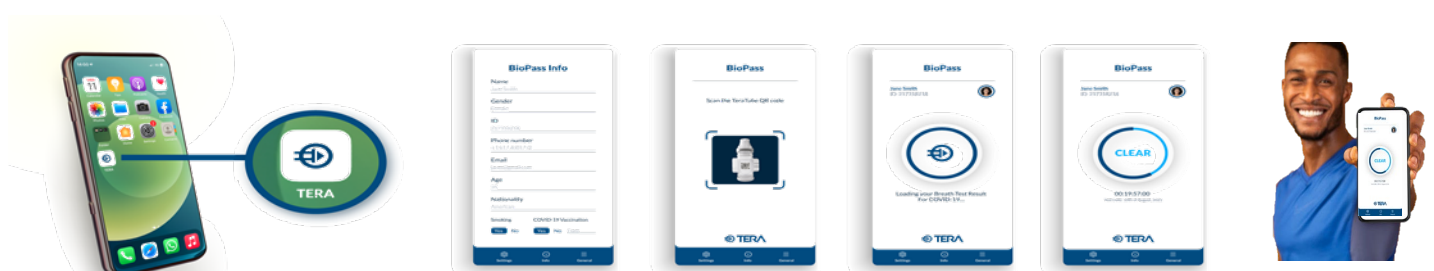 TERA
BioPass Info
Name
Gender
ID
Phone number
Email
Age
Nationality
Smoking COVID-19 Vaccination
Yes No Yes No
Settings Info General
BioPass
Scan the TeraTube QR code
TERA
Settings Info General
BioPass
Jane Smith
Loading your Breath Test Result
For COVID-19...
TERA
Settings Info General
BioPass
Jane Smith
CLEAR
00:19:57:00
TERA
Settings Info General
BioPass
CLEAR
TERA